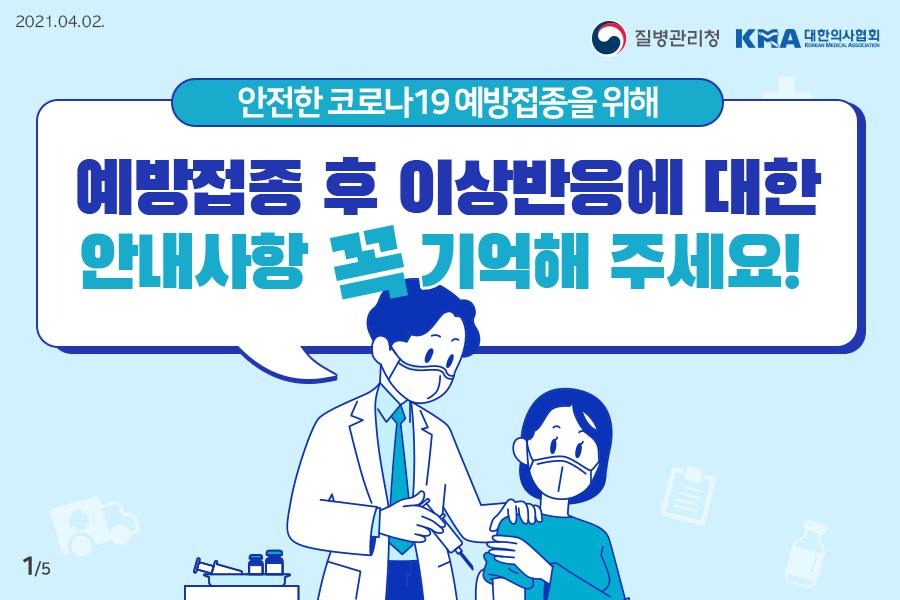 2021.04.02.
질병관리청
KMA 대한의사협회
KOREAN MEDICAL ASSOCIATION
안전한 코로나19 예방접종을 위해
예방접종 후 이상반응에 대한
안내사항 꼭 기억해 주세요!
1/5